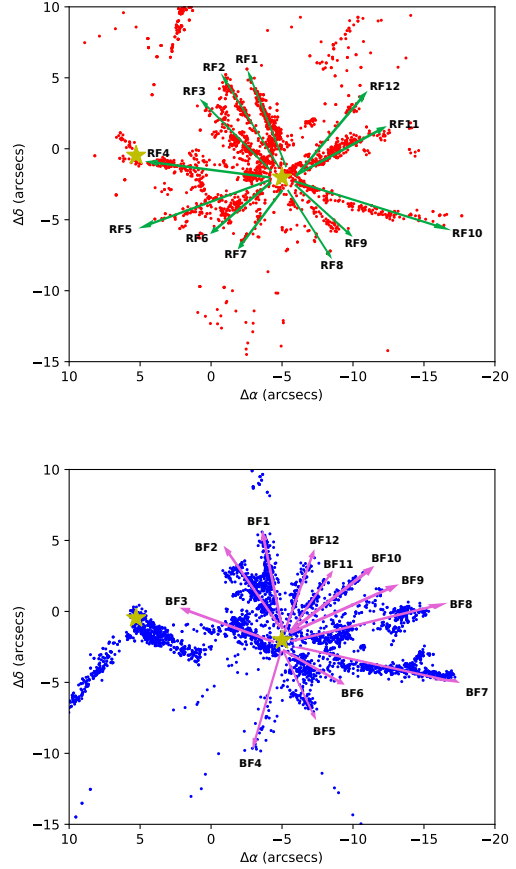 10
5
0
−5
−10
−15
Δδ (arcsecs)
RF1
RF2
RF3
RF12
RF11
RF4
RF5
RF6
RF7
RF8
RF9
RF10
10 5 0 −5 −10 −15 −20
Δα (arcsecs)
10
5
0
−5
−10
−15
Δδ (arcsecs)
BF1
BF2
BF12
BF11
BF10
BF9
BF3
BF8
BF7
BF6
BF5
BF4
10 5 0 −5 −10 −15 −20
Δα (arcsecs)